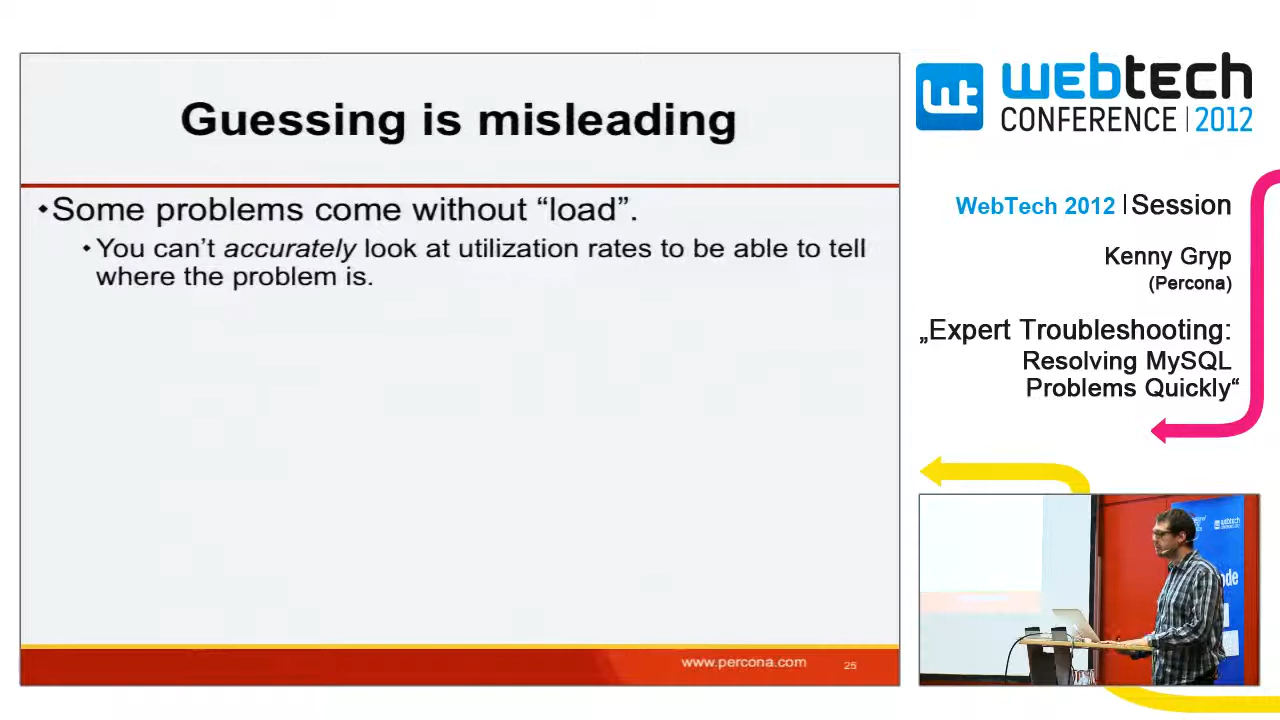 Guessing is misleading
•Some problems come without “load”.
•You can’t accurately look at utilization rates to be able to tell
where the problem is.
www.percona.com
25
wt webtech
CONFERENCE | 2012
WebTech 2012 | Session
Kenny Gryp
(Percona)
„Expert Troubleshooting:
Resolving MySQL
Problems Quickly“
webtech